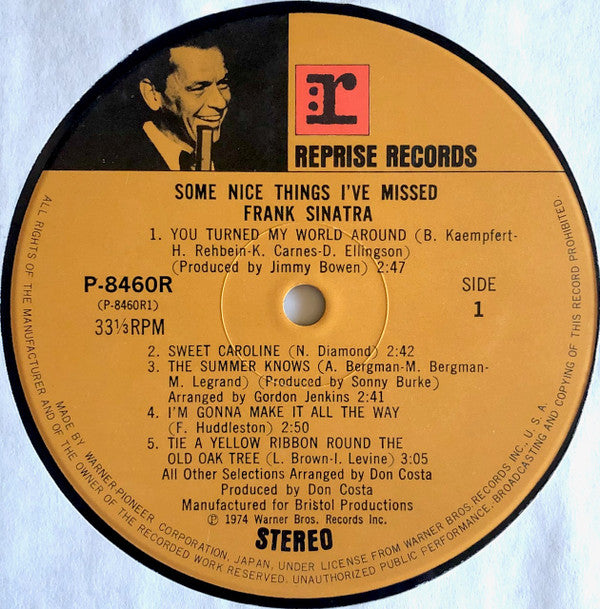 r
REPRISE RECORDS
SOME NICE THINGS I'VE MISSED
FRANK SINATRA
1. YOU TURNED MY WORLD AROUND (B. Kaempfert-
H. Rehbein-K. Carnes-D. Ellingson)
(Produced by Jimmy Bowen) 2:47
P-8460R
(P-8460R1)
33⅓RPM
SIDE
1
2. SWEET CAROLINE (N. Diamond) 2:42
3. THE SUMMER KNOWS (A. Bergman-M. Bergman-
M. Legrand) (Produced by Sonny Burke)
Arranged by Gordon Jenkins 2:41
4. I'M GONNA MAKE IT ALL THE WAY
(F. Huddleston) 2:50
5. TIE A YELLOW RIBBON ROUND THE
OLD OAK TREE (L. Brown-I. Levine) 3:05
All Other Selections Arranged by Don Costa
Produced by Don Costa
Manufactured for Bristol Productions
℗ 1974 Warner Bros. Records Inc.
STEREO
MADE BY WARNER-PIONEER CORPORATION, JAPAN, UNDER LICENSE FROM WARNER BROS. RECORDS INC., U. S. A.
ALL RIGHTS OF THE MANUFACTURER AND OF THE OWNER OF THE RECORDED WORK RESERVED. UNAUTHORIZED PUBLIC PERFORMANCE, BROADCASTING AND COPYING OF THIS RECORD PROHIBITED.